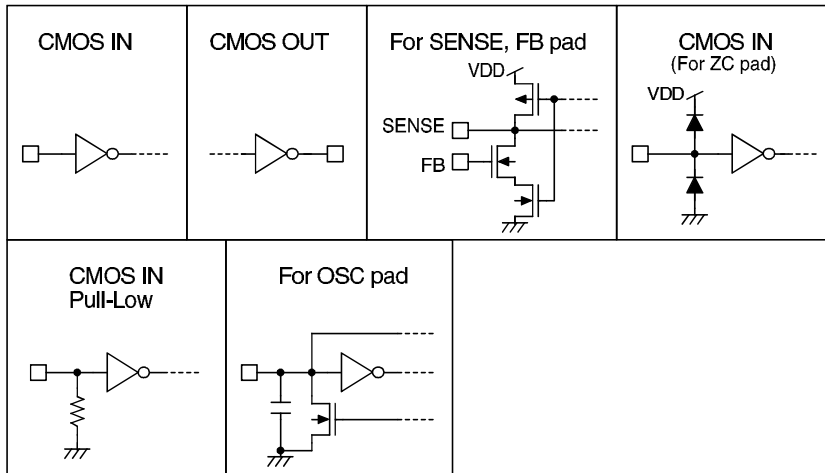 CMOS IN
CMOS OUT
For SENSE, FB pad
VDD
SENSE
FB
CMOS IN
(For ZC pad)
VDD
CMOS IN
Pull-Low
For OSC pad